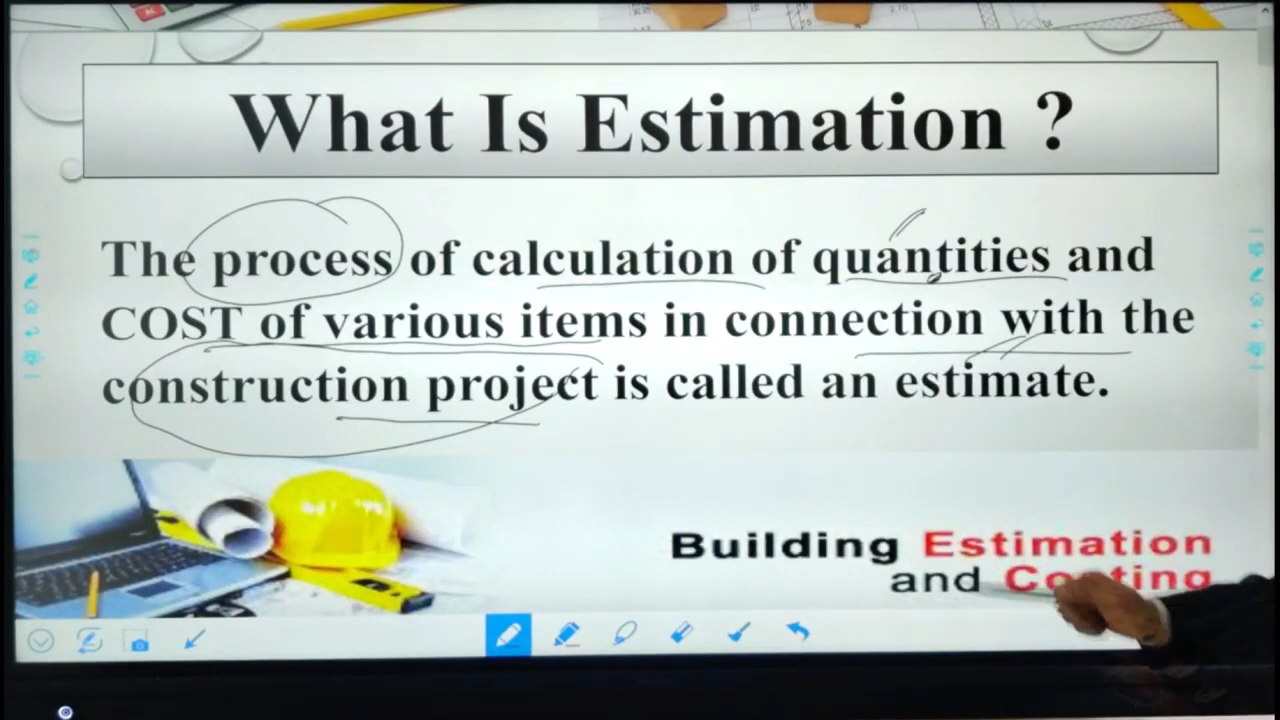 What Is Estimation ?
The process of calculation of quantities and
COST of various items in connection with the
construction project is called an estimate.
Building Estimation
and Costing